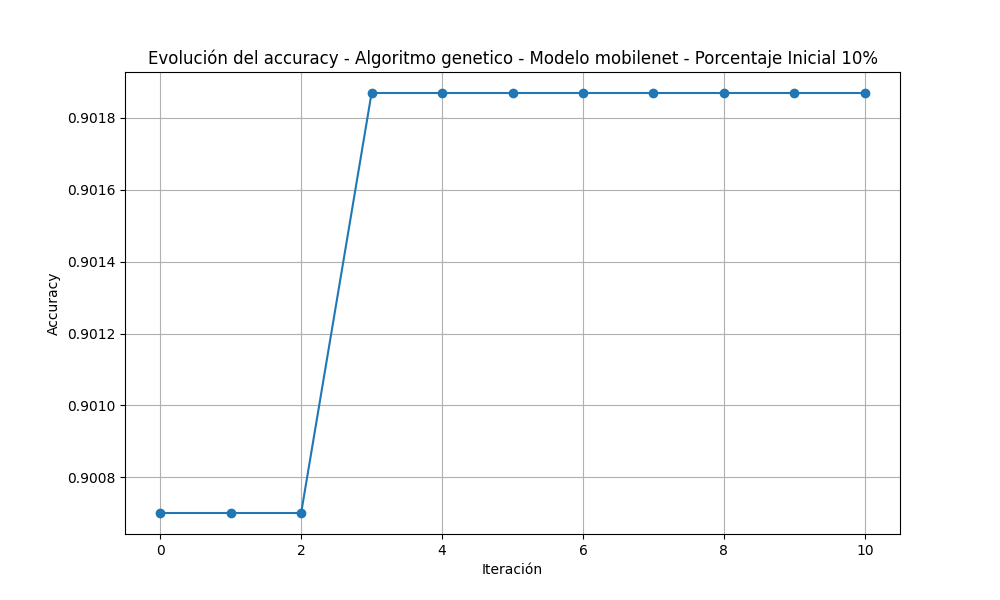 Evolución del accuracy - Algoritmo genetico - Modelo mobilenet - Porcentaje Inicial 10%
Accuracy
0.9018
0.9016
0.9014
0.9012
0.9010
0.9008
0 2 4 6 8 10
Iteración